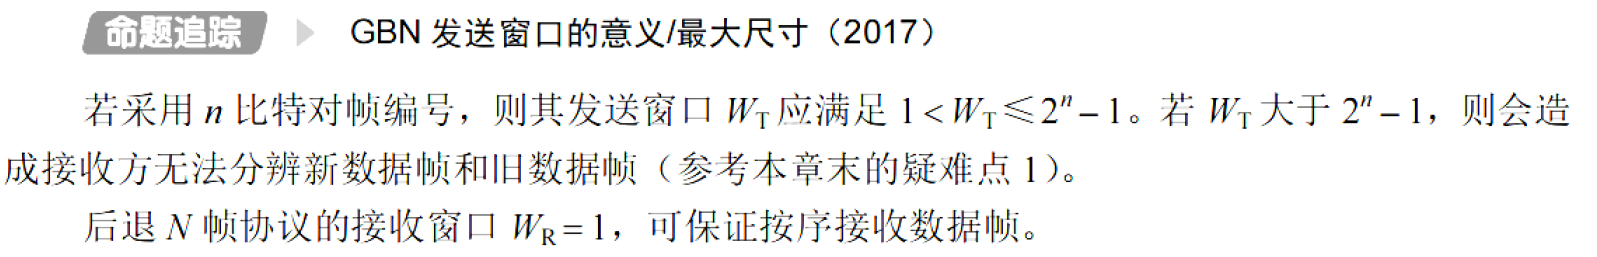 命题追踪 GBN 发送窗口的意义/最大尺寸（2017）
若采用 n 比特对帧编号，则其发送窗口 W_T 应满足 1 < W_T ≤ 2^n − 1。若 W_T 大于 2^n − 1，则会造
成接收方无法分辨新数据帧和旧数据帧（参考本章末的疑难点 1）。
后退 N 帧协议的接收窗口 W_R = 1，可保证按序接收数据帧。